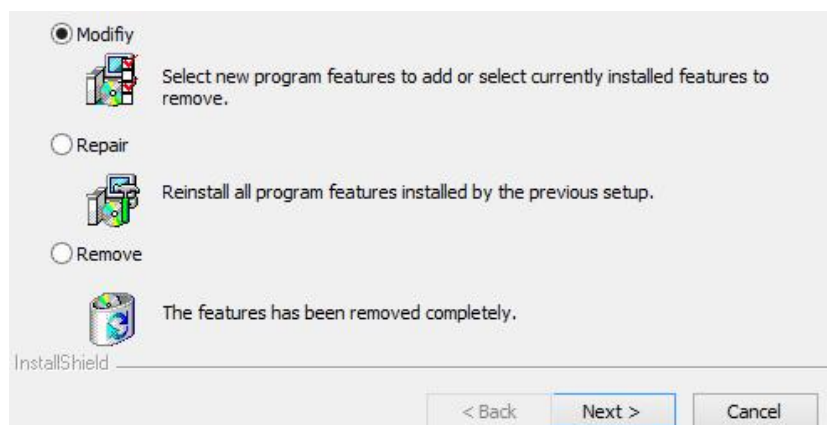 Modifiy
Select new program features to add or select currently installed features to
remove.
Repair
Reinstall all program features installed by the previous setup.
Remove
The features has been removed completely.
InstallShield
< Back Next > Cancel